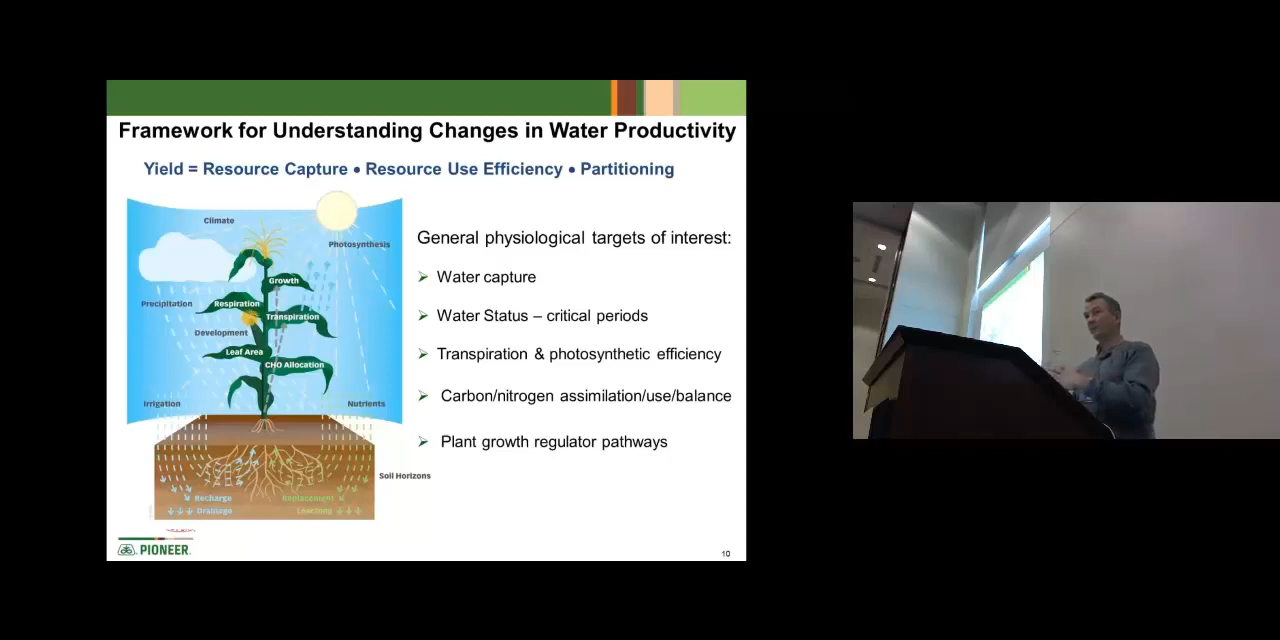 Framework for Understanding Changes in Water Productivity
Yield = Resource Capture • Resource Use Efficiency • Partitioning
Climate
Photosynthesis
Growth
Precipitation
Respiration
Transpiration
Development
Leaf Area
CHO Allocation
Irrigation
Nutrients
Soil Horizons
Recharge
Replacement
Drainage
Leaching
General physiological targets of interest:
Water capture
Water Status – critical periods
Transpiration & photosynthetic efficiency
Carbon/nitrogen assimilation/use/balance
Plant growth regulator pathways
PIONEER.
10